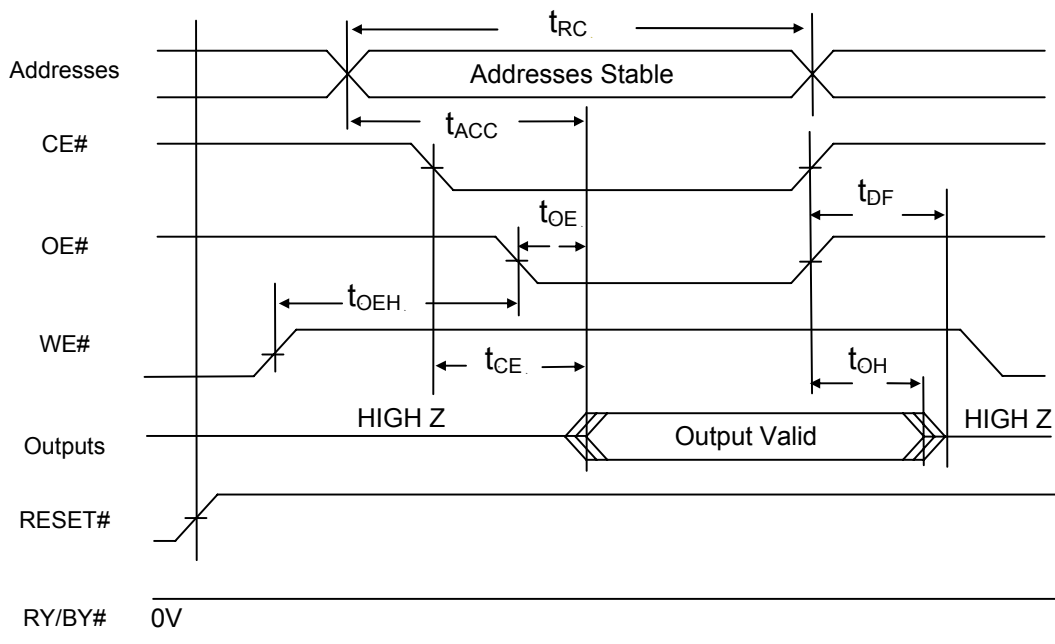 tRC
Addresses
Addresses Stable
tACC
CE#
tDF
tOE
OE#
tOEH
WE#
tCE
tOH
HIGH Z
Output Valid
HIGH Z
Outputs
RESET#
RY/BY#
0V